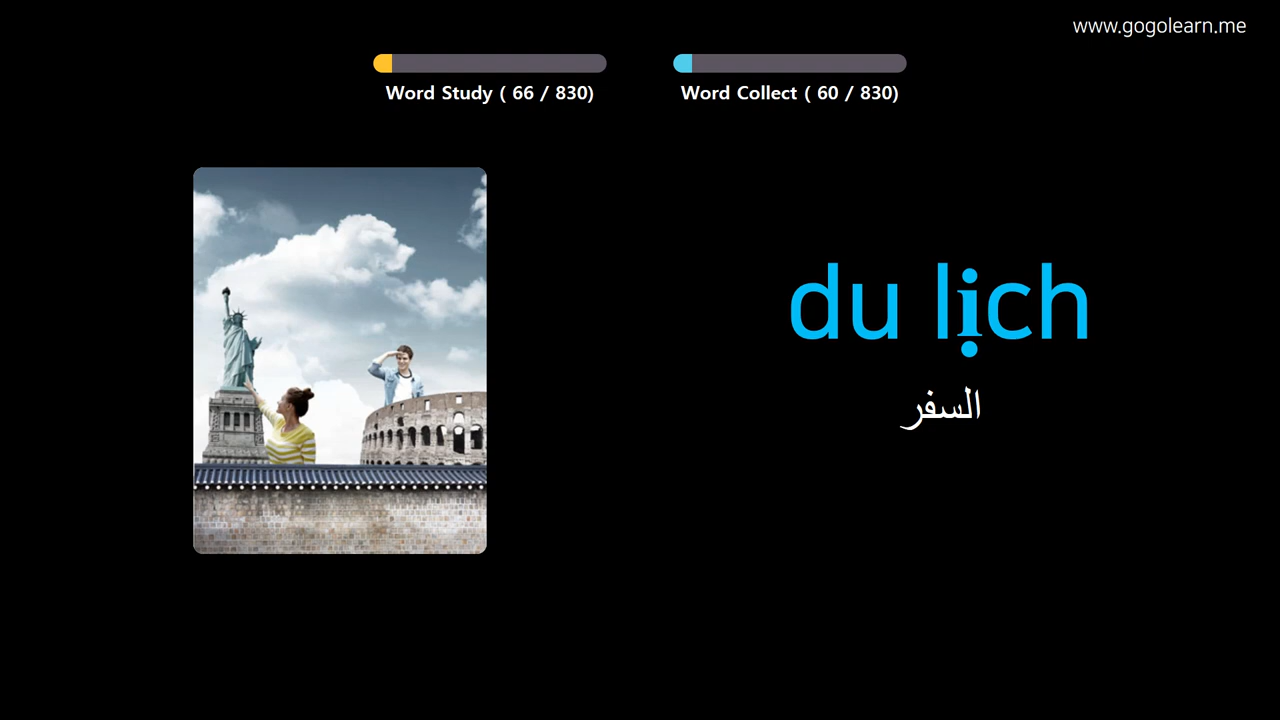 www.gogolearn.me
Word Study ( 66 / 830)
Word Collect ( 60 / 830)
du lịch
السفر